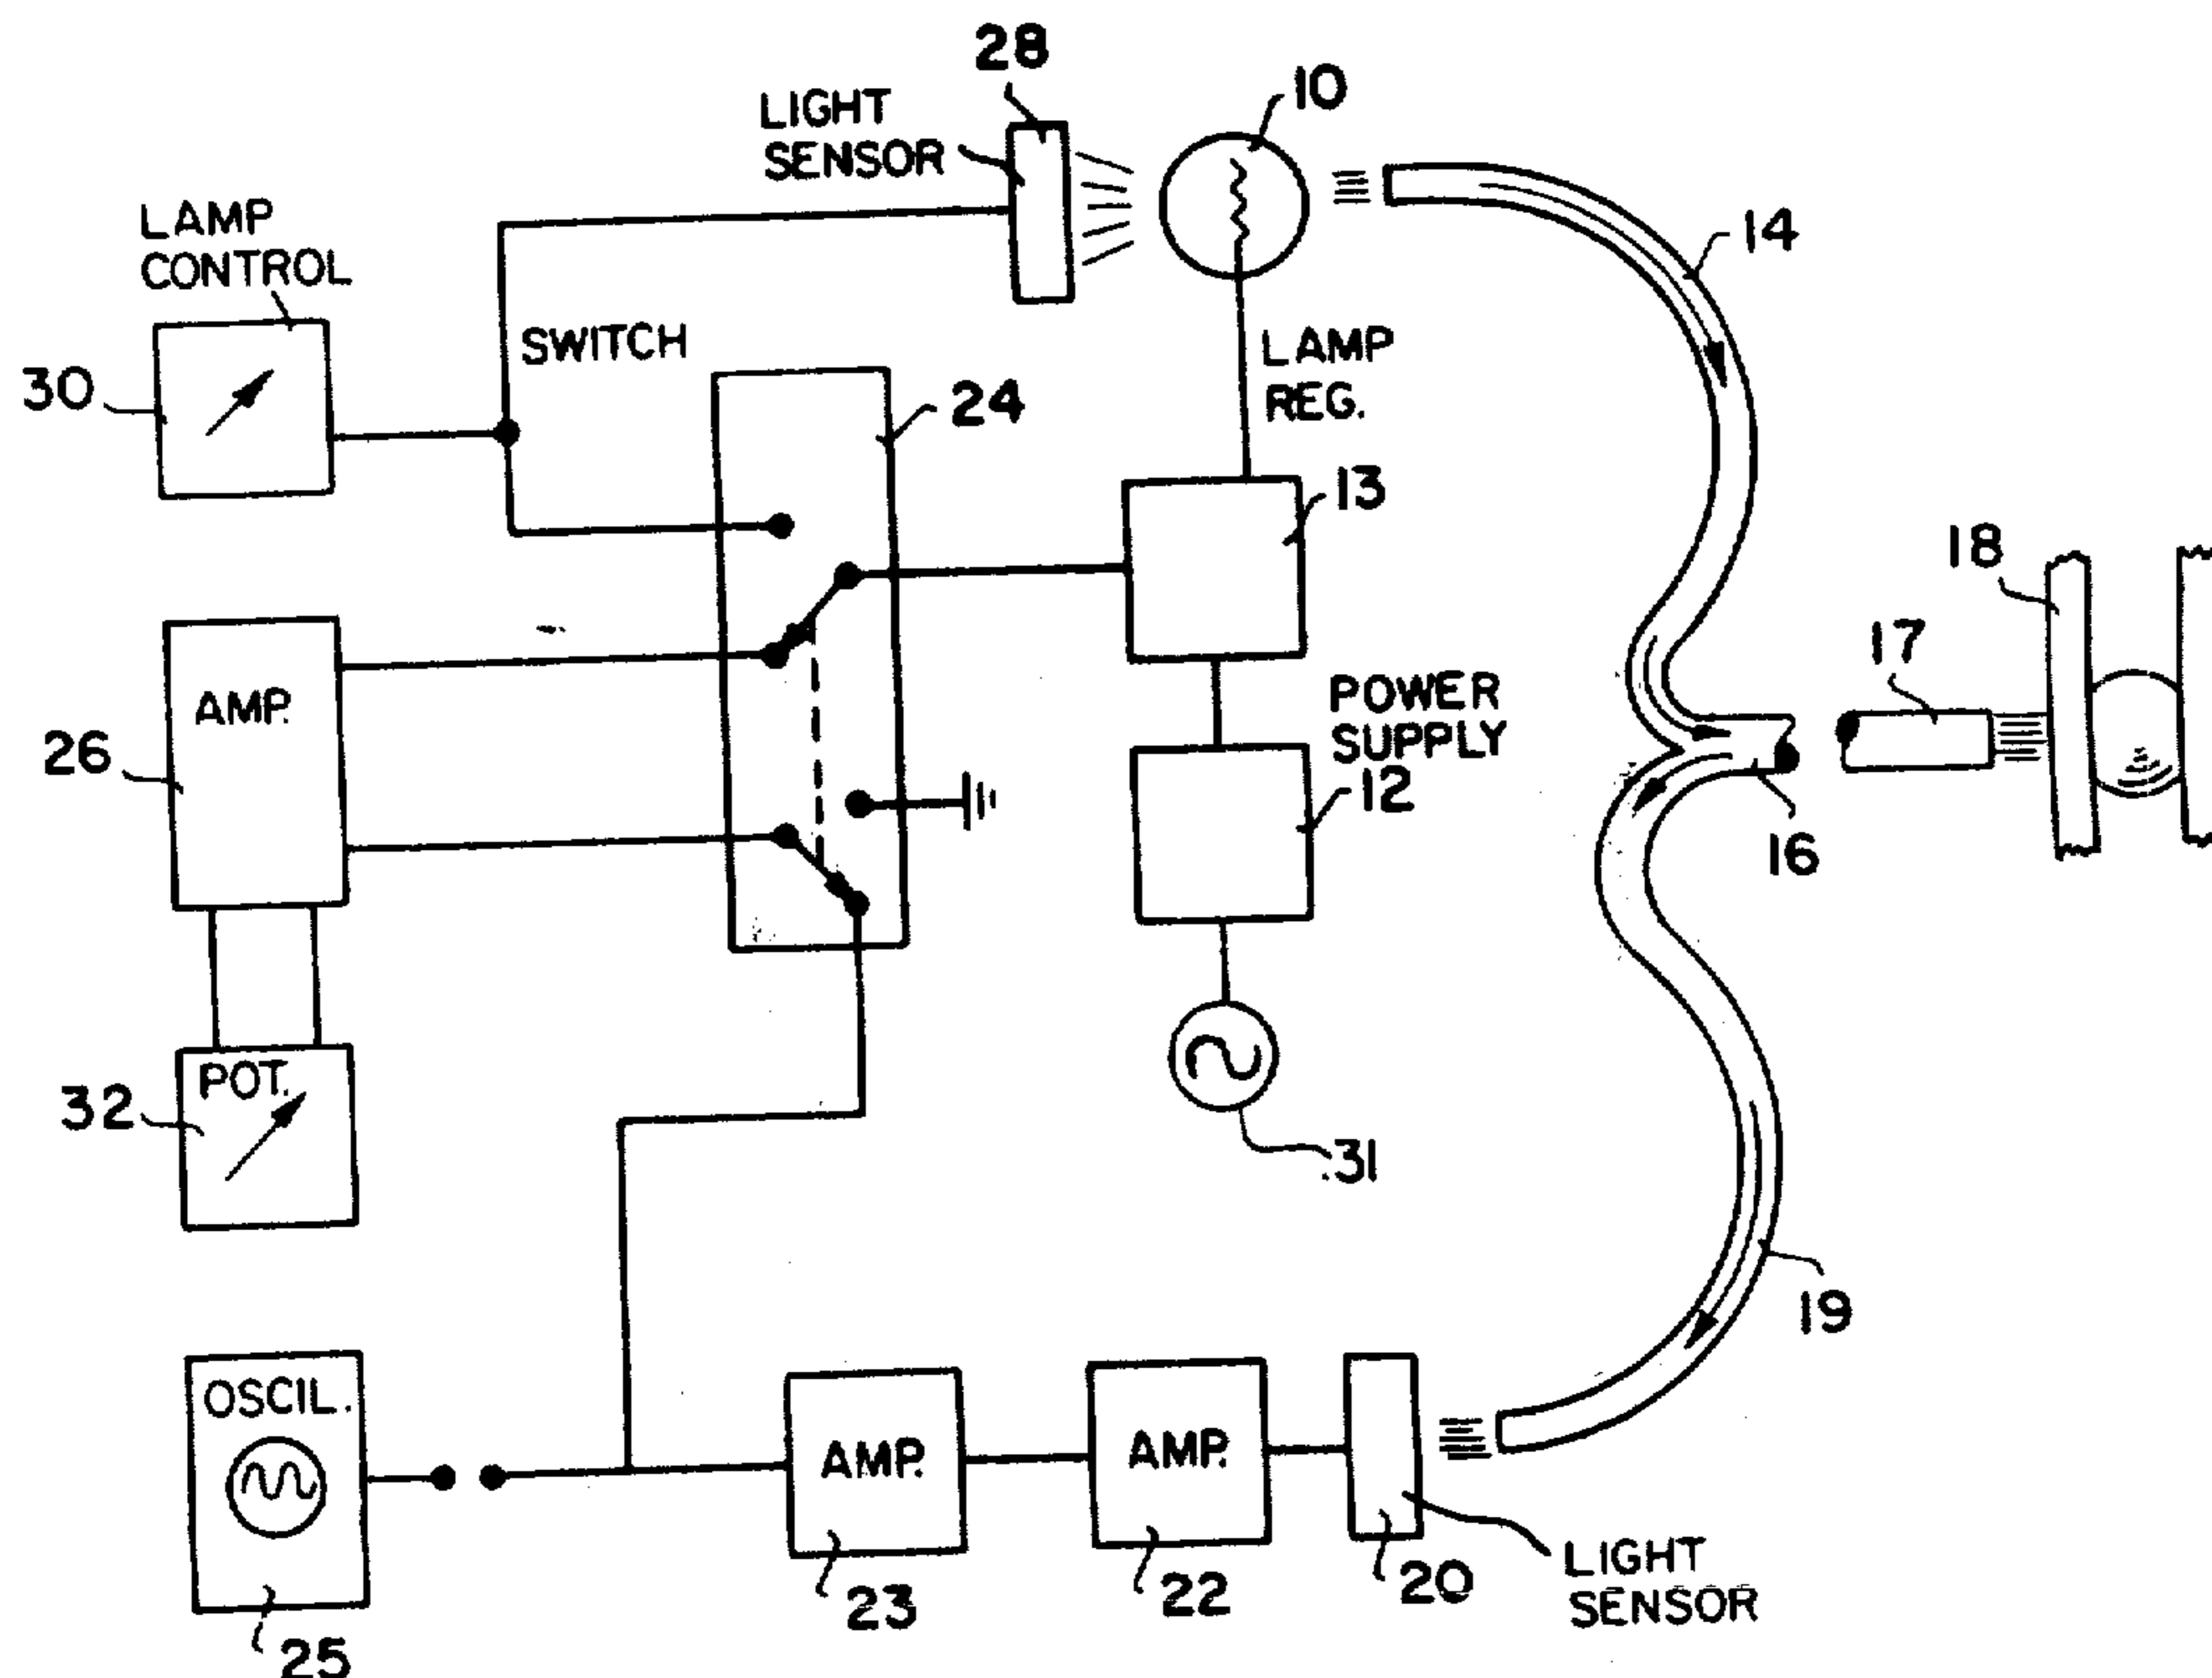 28
10
LIGHT
SENSOR
14
LAMP
CONTROL
SWITCH
LAMP
REG.
30
24
13
18
17
POWER
SUPPLY
12
AMP.
26
16
POT.
32
31
19
OSCIL.
AMP.
AMP.
LIGHT
SENSOR
20
22
23
25